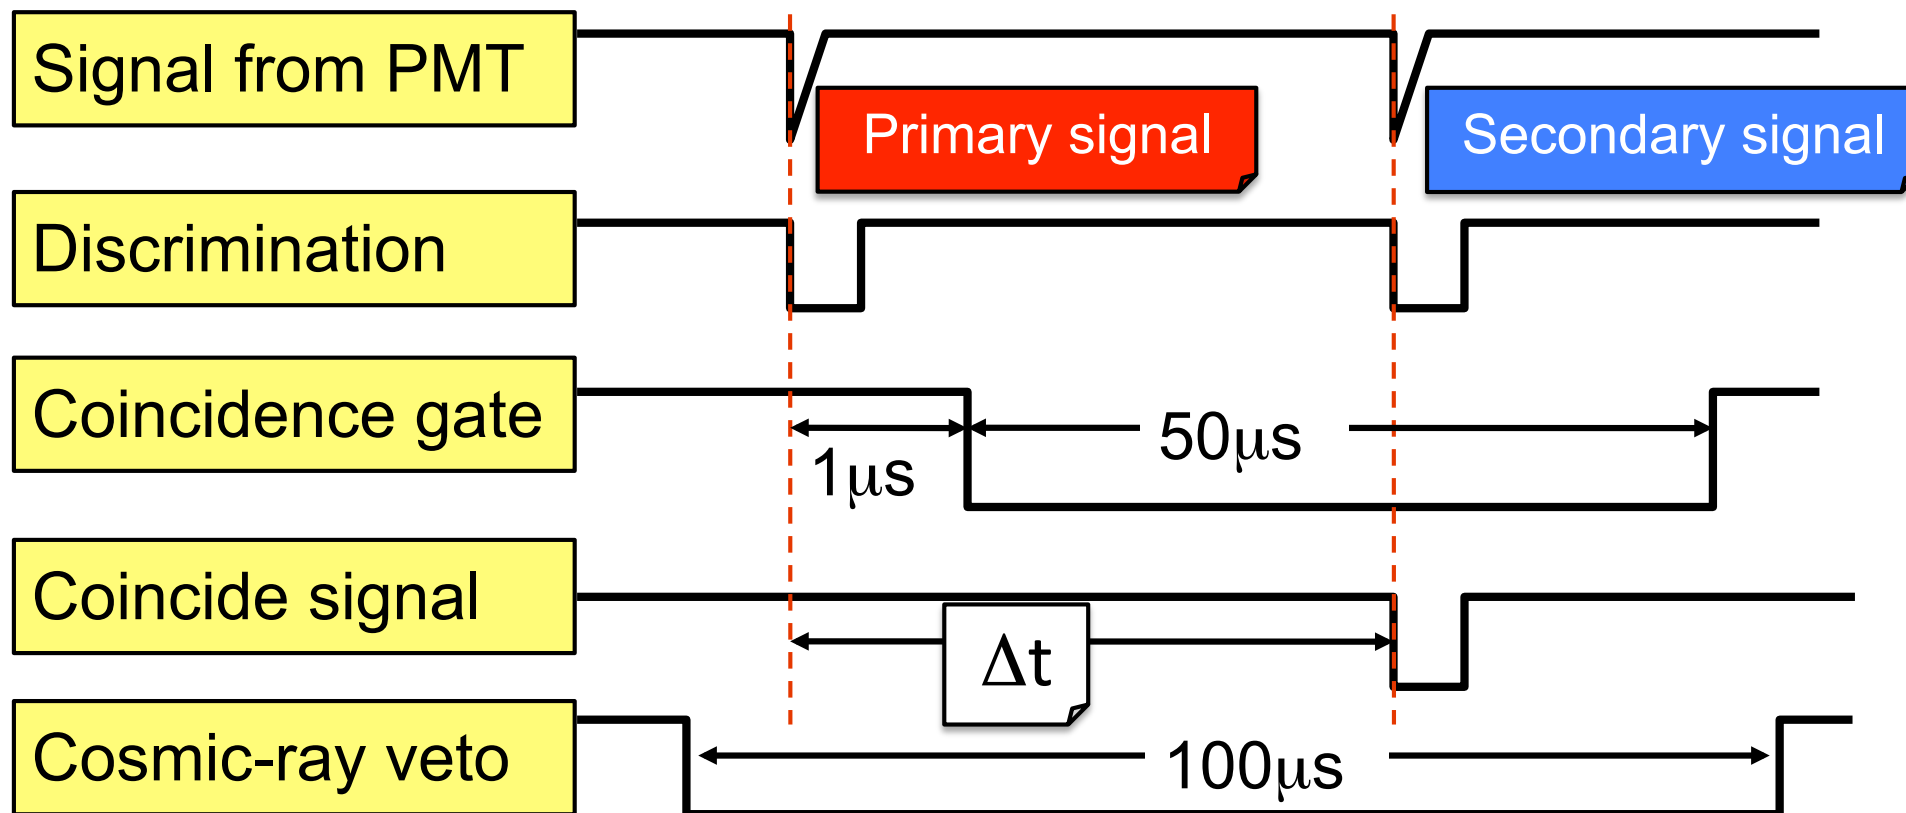 Signal from PMT
Primary signal
Secondary signal
Discrimination
Coincidence gate
1μs
50μs
Coincide signal
Δt
Cosmic-ray veto
100μs